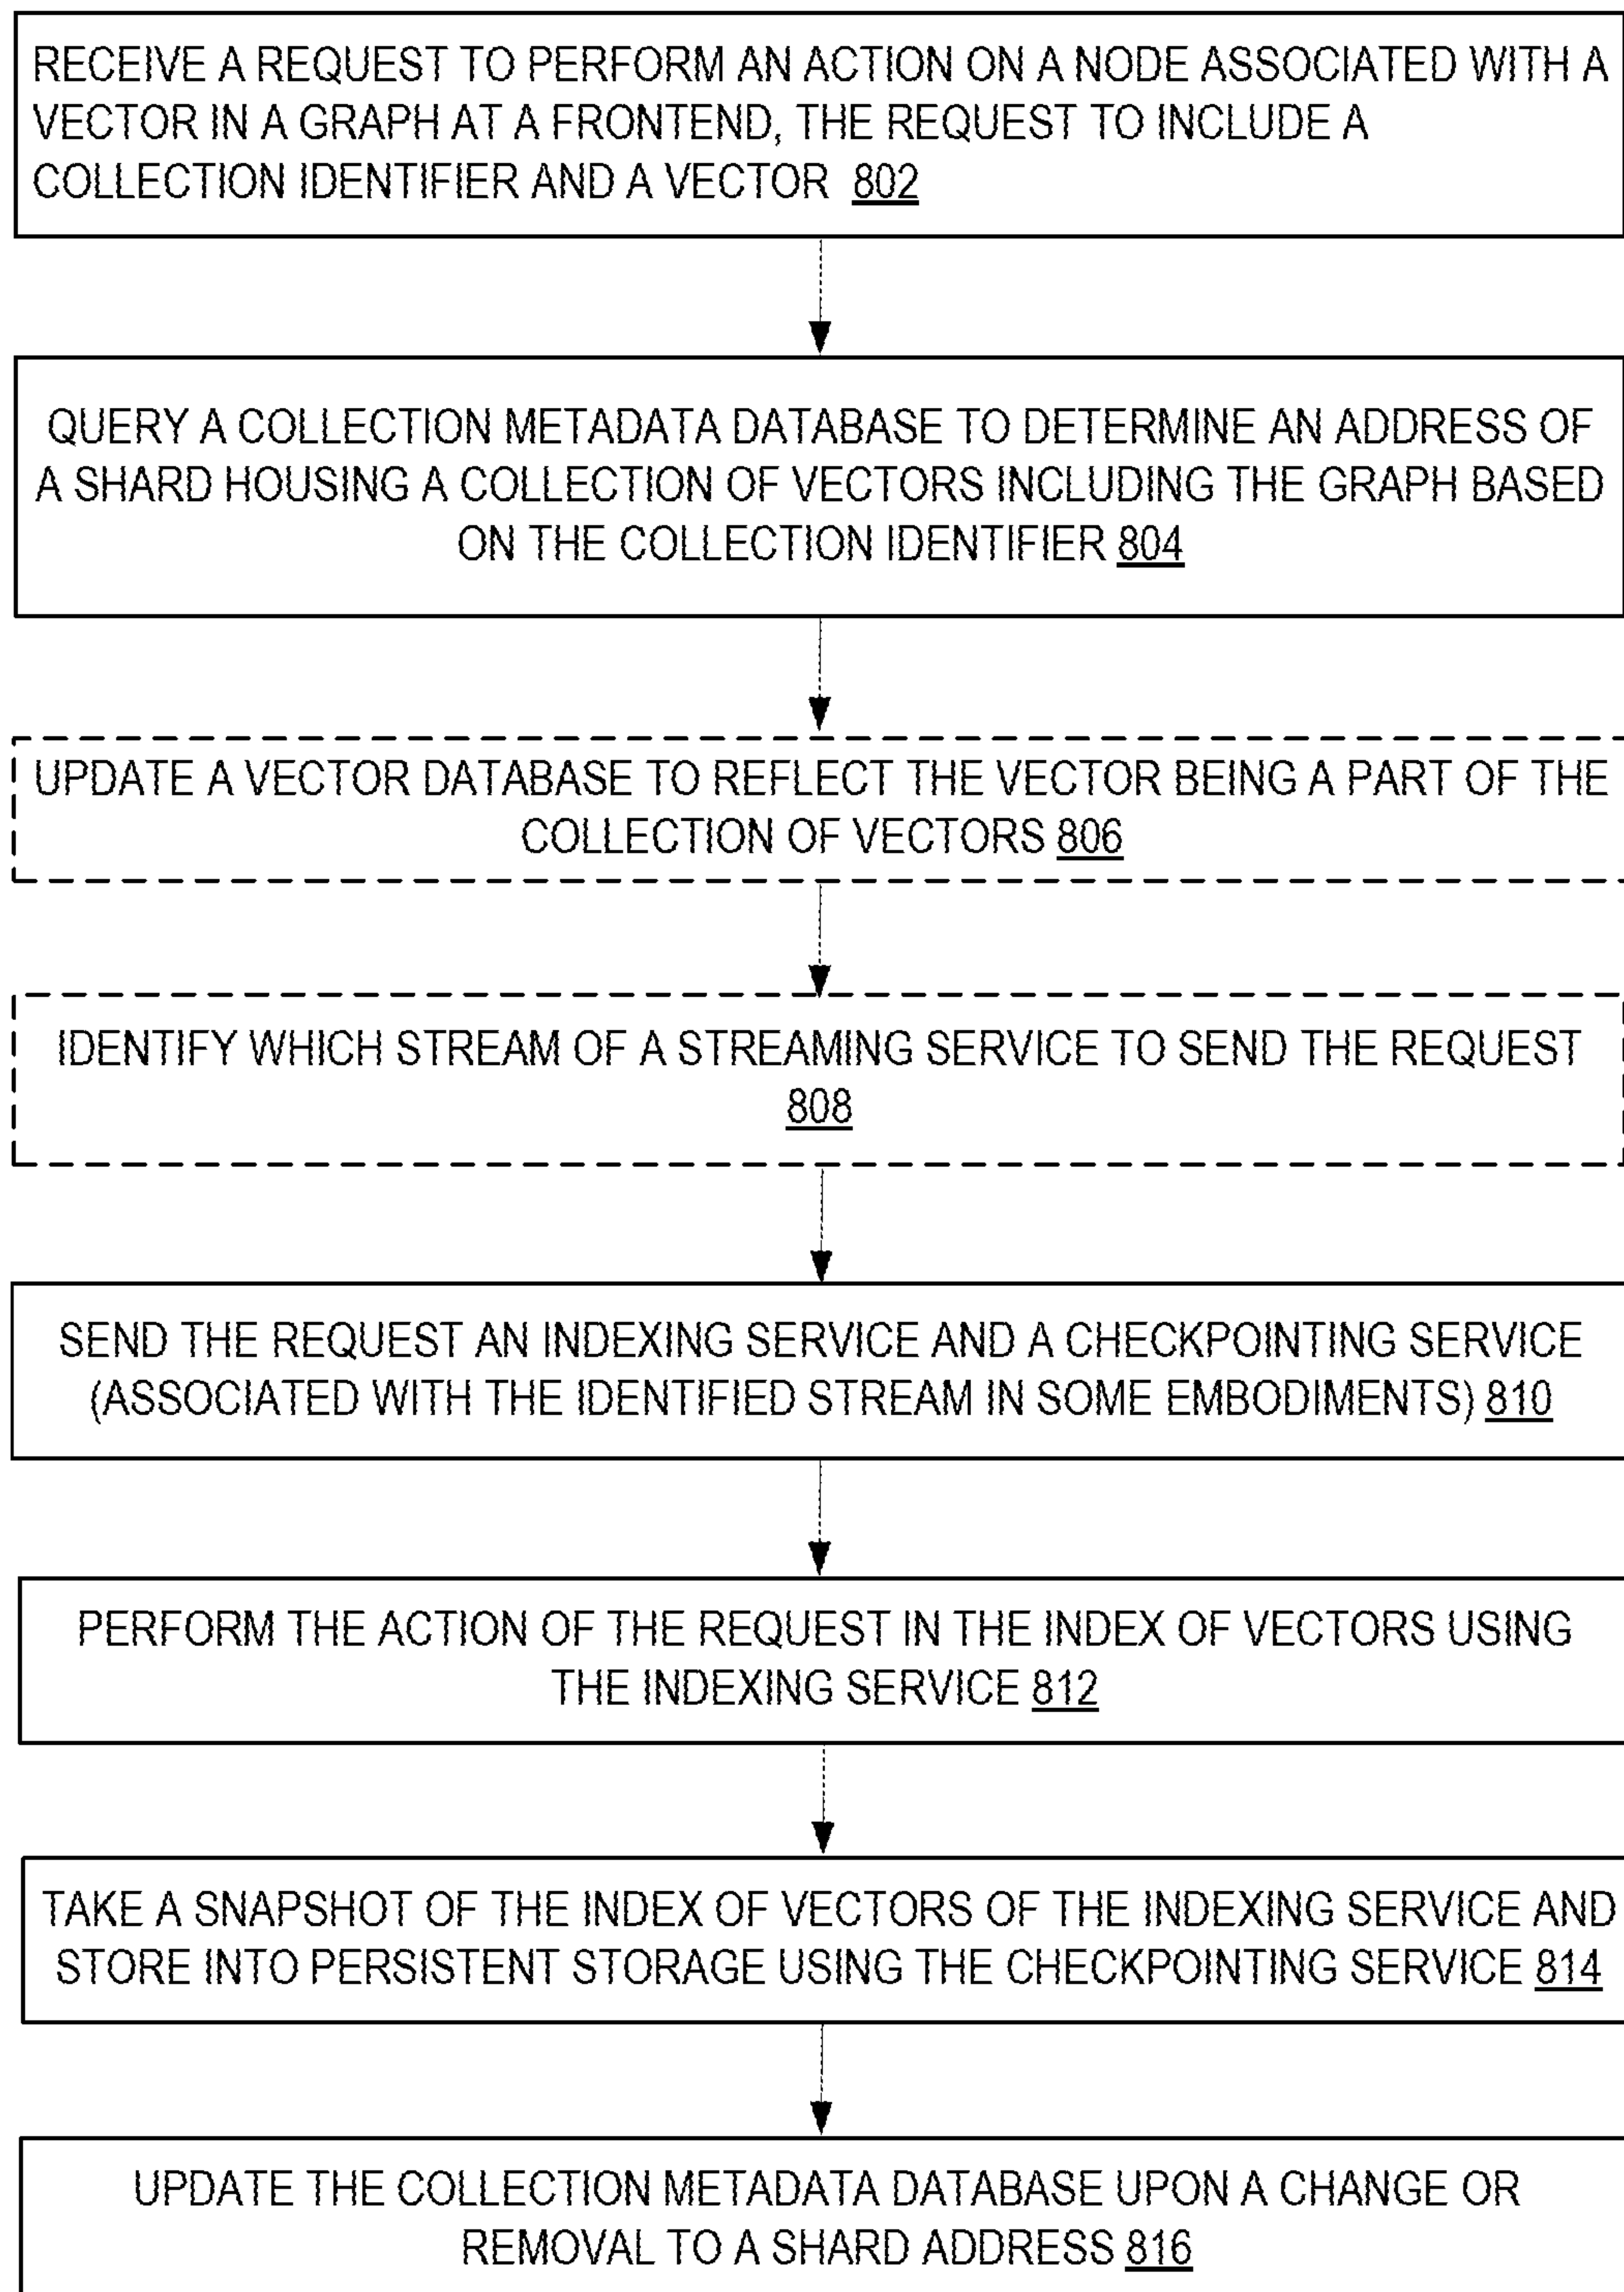 RECEIVE A REQUEST TO PERFORM AN ACTION ON A NODE ASSOCIATED WITH A
VECTOR IN A GRAPH AT A FRONTEND, THE REQUEST TO INCLUDE A
COLLECTION IDENTIFIER AND A VECTOR 802
QUERY A COLLECTION METADATA DATABASE TO DETERMINE AN ADDRESS OF
A SHARD HOUSING A COLLECTION OF VECTORS INCLUDING THE GRAPH BASED
ON THE COLLECTION IDENTIFIER 804
UPDATE A VECTOR DATABASE TO REFLECT THE VECTOR BEING A PART OF THE
COLLECTION OF VECTORS 806
IDENTIFY WHICH STREAM OF A STREAMING SERVICE TO SEND THE REQUEST
808
SEND THE REQUEST AN INDEXING SERVICE AND A CHECKPOINTING SERVICE
(ASSOCIATED WITH THE IDENTIFIED STREAM IN SOME EMBODIMENTS) 810
PERFORM THE ACTION OF THE REQUEST IN THE INDEX OF VECTORS USING
THE INDEXING SERVICE 812
TAKE A SNAPSHOT OF THE INDEX OF VECTORS OF THE INDEXING SERVICE AND
STORE INTO PERSISTENT STORAGE USING THE CHECKPOINTING SERVICE 814
UPDATE THE COLLECTION METADATA DATABASE UPON A CHANGE OR
REMOVAL TO A SHARD ADDRESS 816